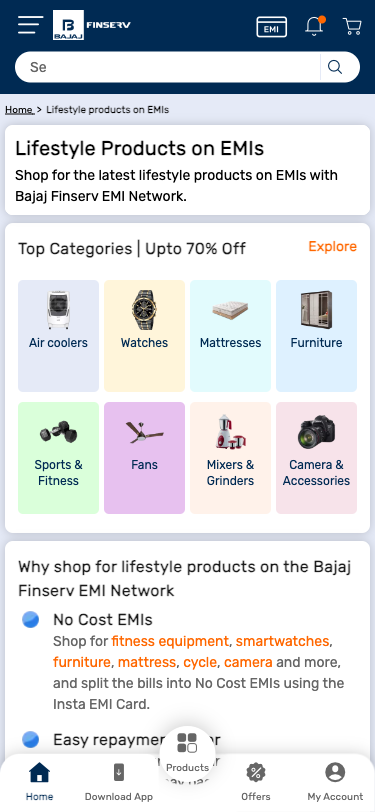 BAJAJ
FINSERV
EMI
Se
Home > Lifestyle products on EMIs
Lifestyle Products on EMIs
Shop for the latest lifestyle products on EMIs with
Bajaj Finserv EMI Network.
Top Categories | Upto 70% Off
Explore
Air coolers
Watches
Mattresses
Furniture
Sports &
Fitness
Fans
Mixers &
Grinders
Camera &
Accessories
Why shop for lifestyle products on the Bajaj
Finserv EMI Network
No Cost EMIs
Shop for fitness equipment, smartwatches,
furniture, mattress, cycle, camera and more,
and split the bills into No Cost EMIs using the
Insta EMI Card.
Easy
Home
Download App
Products
Offers
My Account